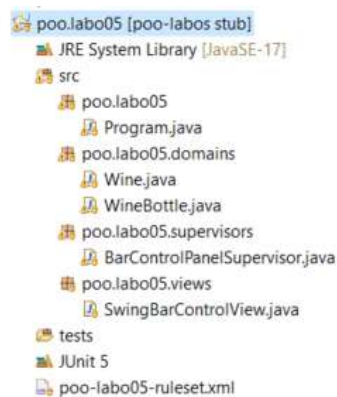 poo.labo05 [poo-labos stub]
JRE System Library [JavaSE-17]
src
poo.labo05
Program.java
poo.labo05.domains
Wine.java
WineBottle.java
poo.labo05.supervisors
BarControlPanelSupervisor.java
poo.labo05.views
SwingBarControlView.java
tests
JUnit 5
poo-labo05-ruleset.xml